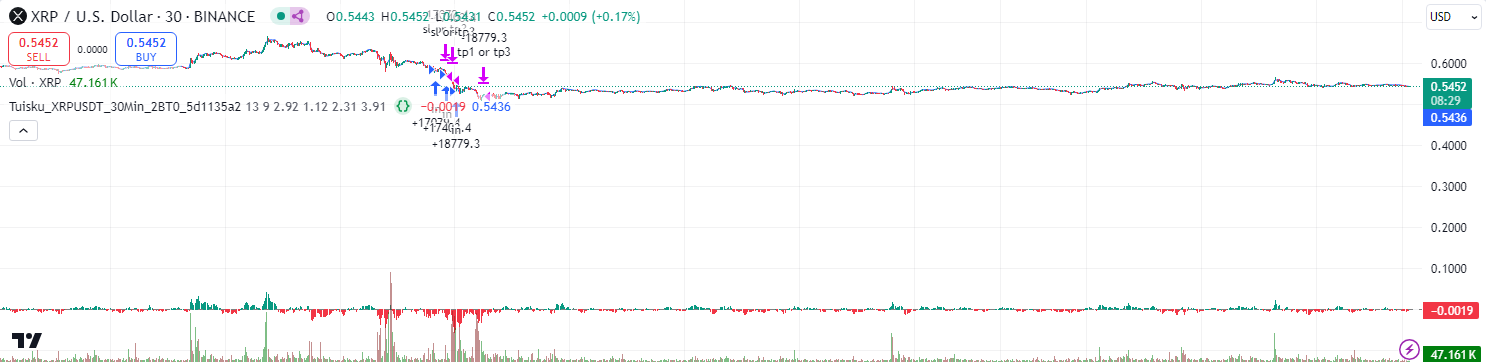 XRP / U.S. Dollar · 30 · BINANCE
O0.5443 H0.5452 L0.5431 C0.5452 +0.0009 (+0.17%)
USD
0.5452
SELL
0.0000
0.5452
BUY
-18779.3
tp1 or tp3
Vol · XRP 47.161 K
Tuisku_XRPUSDT_30Min_2BT0_5d1135a2 13 9 2.92 1.12 2.31 3.91 {} −0.0019 0.5436
in
+18779.3
0.6000
0.5452
08:29
0.5436
0.4000
0.3000
0.2000
0.1000
−0.0019
47.161 K